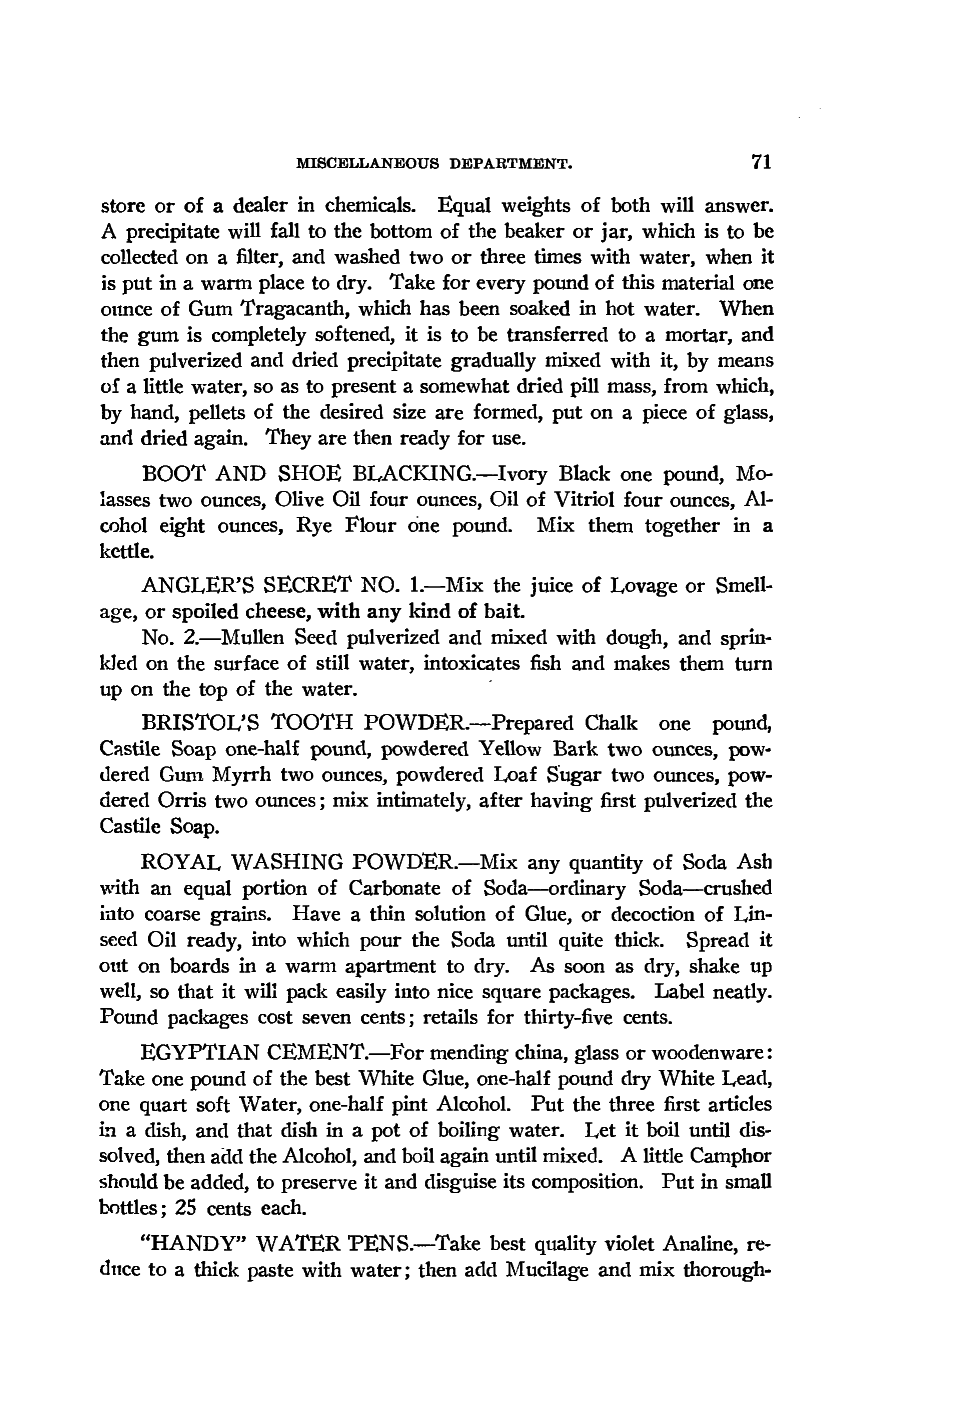 MISCELLANEOUS DEPARTMENT. 71
store or of a dealer in chemicals. Equal weights of both will answer.
A precipitate will fall to the bottom of the beaker or jar, which is to be
collected on a filter, and washed two or three times with water, when it
is put in a warm place to dry. Take for every pound of this material one
ounce of Gum Tragacanth, which has been soaked in hot water. When
the gum is completely softened, it is to be transferred to a mortar, and
then pulverized and dried precipitate gradually mixed with it, by means
of a little water, so as to present a somewhat dried pill mass, from which,
by hand, pellets of the desired size are formed, put on a piece of glass,
and dried again. They are then ready for use.
BOOT AND SHOE BLACKING.—Ivory Black one pound, Mo-
lasses two ounces, Olive Oil four ounces, Oil of Vitriol four ounces, Al-
cohol eight ounces, Rye Flour one pound. Mix them together in a
kettle.
ANGLER'S SECRET NO. 1.—Mix the juice of Lovage or Smell-
age, or spoiled cheese, with any kind of bait.
No. 2.—Mullen Seed pulverized and mixed with dough, and sprin-
kled on the surface of still water, intoxicates fish and makes them turn
up on the top of the water.
BRISTOL'S TOOTH POWDER.—Prepared Chalk one pound,
Castile Soap one-half pound, powdered Yellow Bark two ounces, pow-
dered Gum Myrrh two ounces, powdered Loaf Sugar two ounces, pow-
dered Orris two ounces; mix intimately, after having first pulverized the
Castile Soap.
ROYAL WASHING POWDER.—Mix any quantity of Soda Ash
with an equal portion of Carbonate of Soda—ordinary Soda—crushed
into coarse grains. Have a thin solution of Glue, or decoction of Lin-
seed Oil ready, into which pour the Soda until quite thick. Spread it
out on boards in a warm apartment to dry. As soon as dry, shake up
well, so that it will pack easily into nice square packages. Label neatly.
Pound packages cost seven cents; retails for thirty-five cents.
EGYPTIAN CEMENT.—For mending china, glass or woodenware:
Take one pound of the best White Glue, one-half pound dry White Lead,
one quart soft Water, one-half pint Alcohol. Put the three first articles
in a dish, and that dish in a pot of boiling water. Let it boil until dis-
solved, then add the Alcohol, and boil again until mixed. A little Camphor
should be added, to preserve it and disguise its composition. Put in small
bottles; 25 cents each.
"HANDY" WATER PENS.—Take best quality violet Analine, re-
duce to a thick paste with water; then add Mucilage and mix thorough-